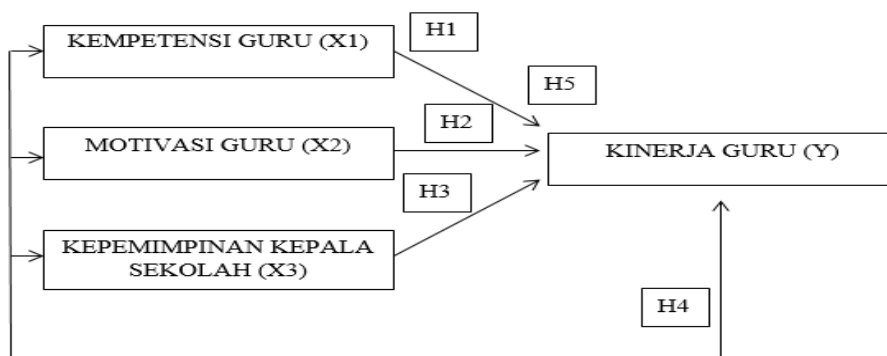 KEMPETENSI GURU (X1)
H1
H5
MOTIVASI GURU (X2)
H2
KINERJA GURU (Y)
H3
KEPEMIMPINAN KEPALA
SEKOLAH (X3)
H4